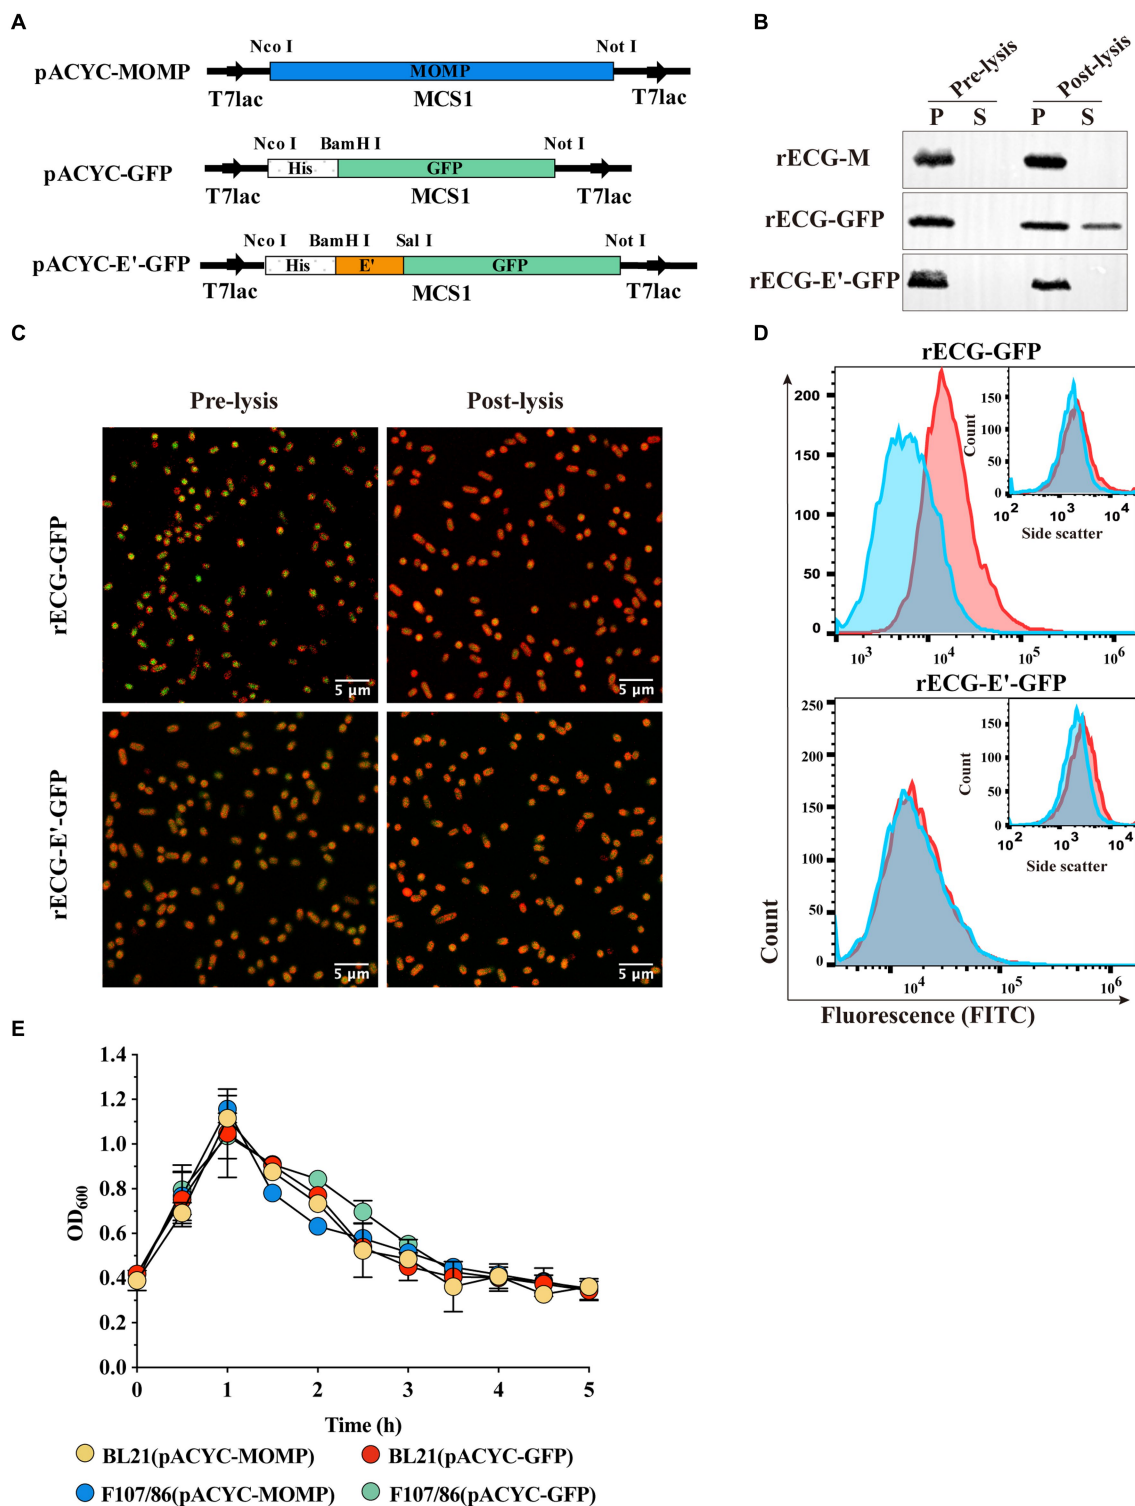 A
Nco I Not I
pACYC-MOMP MOMP
T7lac MCS1 T7lac
Nco I BamH I Not I
pACYC-GFP His GFP
T7lac MCS1 T7lac
Nco I BamH I Sal I Not I
pACYC-E'-GFP His E' GFP
T7lac MCS1 T7lac
B
Pre-lysis Post-lysis
P S P S
rECG-M
rECG-GFP
rECG-E'-GFP
C
Pre-lysis Post-lysis
rECG-GFP
5 μm 5 μm
rECG-E'-GFP
5 μm 5 μm
D
rECG-GFP
200
150
100
50
0
10³ 10⁴ 10⁵ 10⁶
Count
150
100
50
0
10² 10³ 10⁴
Side scatter
rECG-E'-GFP
250
200
150
100
50
0
10⁴ 10⁵ 10⁶
Count
150
100
50
0
10² 10³ 10⁴
Side scatter
Count
Fluorescence (FITC)
E
OD₆₀₀
1.4
1.2
1.0
0.8
0.6
0.4
0.2
0.0
0 1 2 3 4 5
Time (h)
BL21(pACYC-MOMP) BL21(pACYC-GFP)
F107/86(pACYC-MOMP) F107/86(pACYC-GFP)